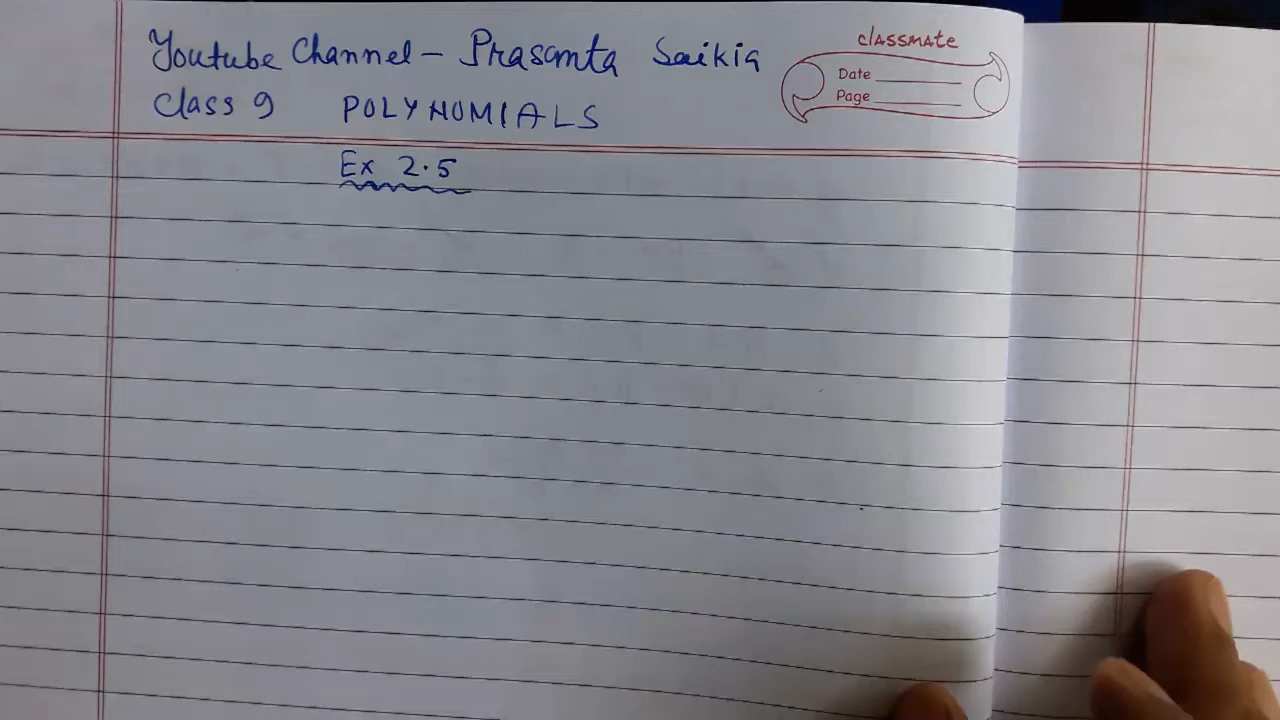 Youtube Channel - Prasanta Saikia
classmate
Date
Page
Class 9 POLYNOMIALS
Ex 2.5